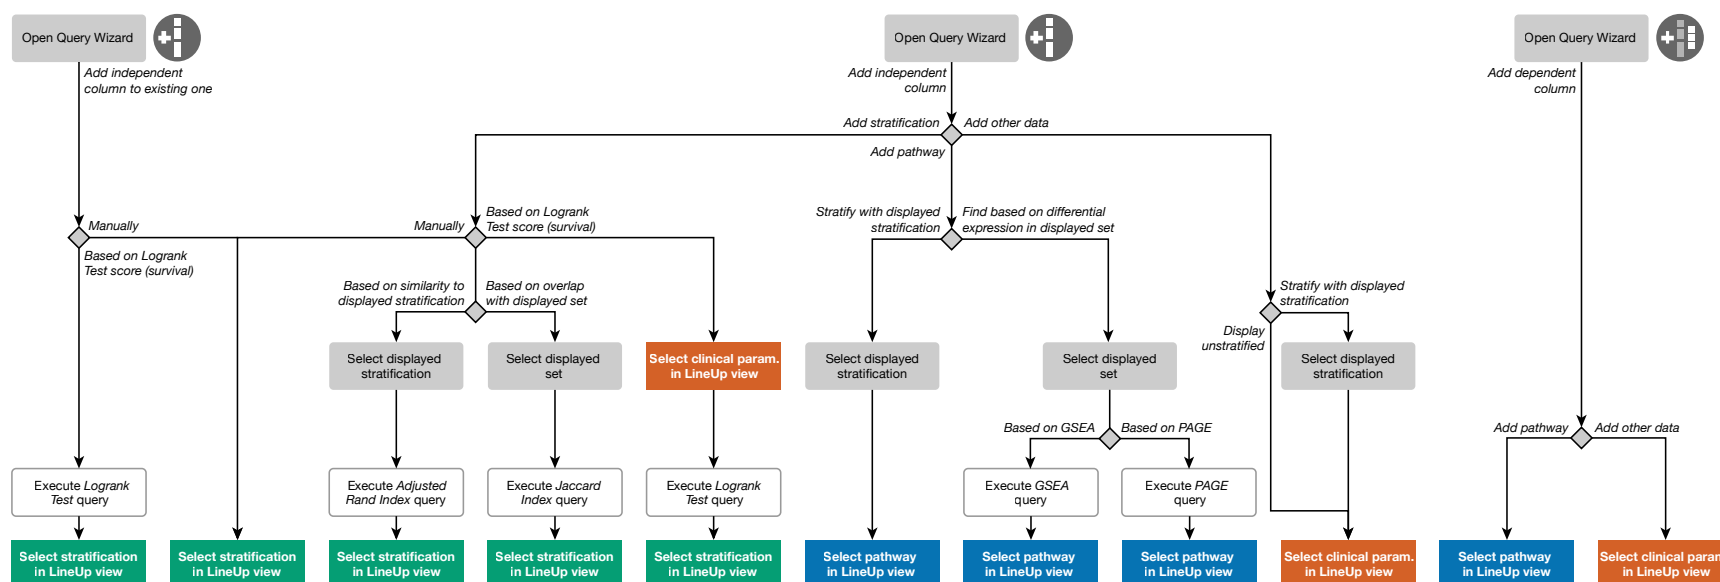 Open Query Wizard
Open Query Wizard
Open Query Wizard
Add independent
column to existing one
Add independent
column
Add dependent
column
Add stratification
Add other data
Add pathway
Manually
Based on Logrank
Test score (survival)
Manually
Based on Logrank
Test score (survival)
Stratify with displayed
stratification
Find based on differential
expression in displayed set
Based on similarity to
displayed stratification
Based on overlap
with displayed set
Stratify with displayed
stratification
Display
unstratified
Select displayed
stratification
Select displayed
set
Select clinical param.
in LineUp view
Select displayed
stratification
Select displayed
set
Select displayed
stratification
Based on GSEA
Based on PAGE
Add pathway
Add other data
Execute Logrank
Test query
Execute Adjusted
Rand Index query
Execute Jaccard
Index query
Execute Logrank
Test query
Execute GSEA
query
Execute PAGE
query
Select stratification
in LineUp view
Select stratification
in LineUp view
Select stratification
in LineUp view
Select stratification
in LineUp view
Select stratification
in LineUp view
Select pathway
in LineUp view
Select pathway
in LineUp view
Select pathway
in LineUp view
Select clinical param.
in LineUp view
Select pathway
in LineUp view
Select clinical param
in LineUp view